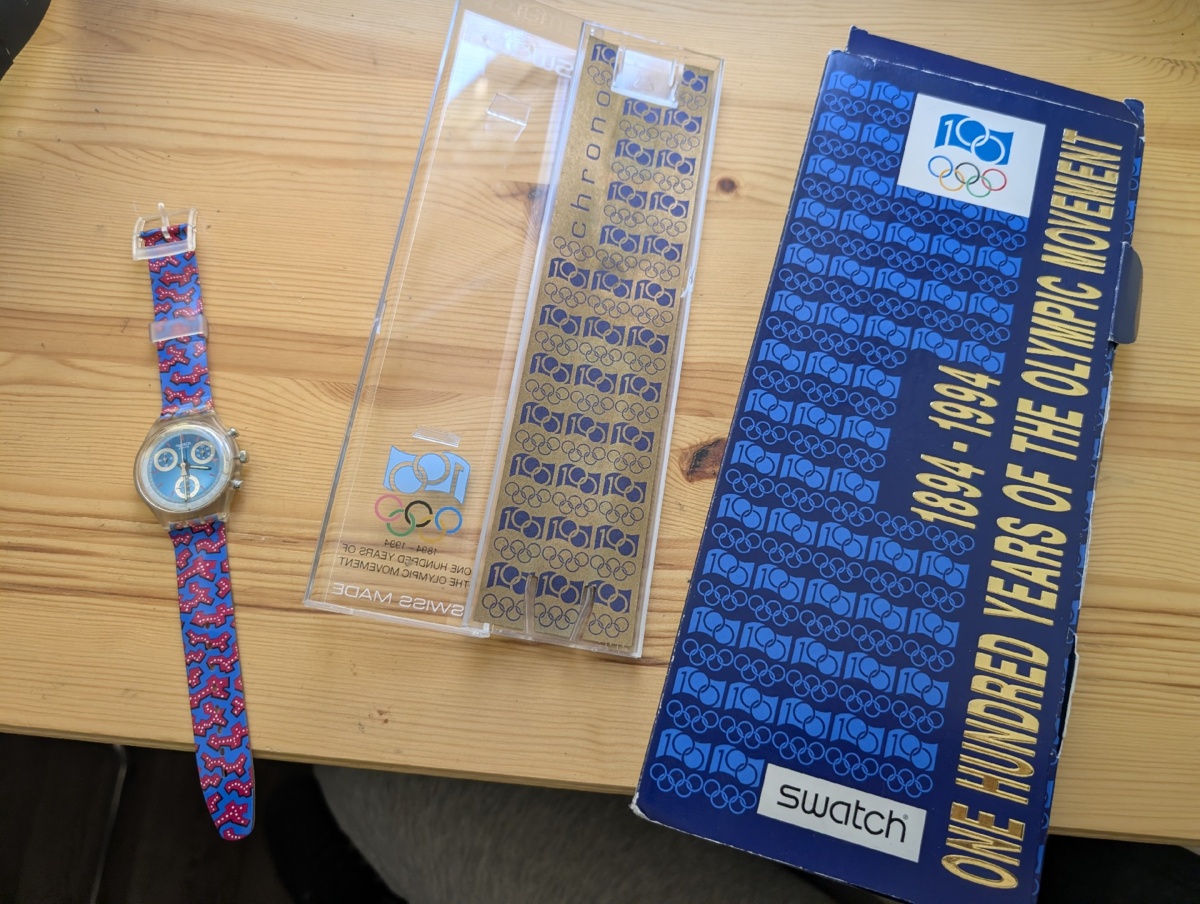 chrono
100
1894 - 1994
ONE HUNDRED YEARS OF
THE OLYMPIC MOVEMENT
SWISS MADE
100
1894 - 1994
ONE HUNDRED YEARS OF THE OLYMPIC MOVEMENT
swatch